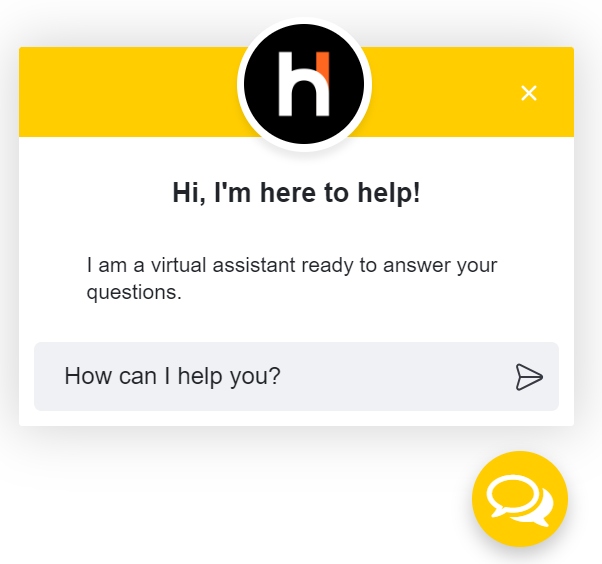 h
Hi, I'm here to help!
I am a virtual assistant ready to answer your
questions.
How can I help you?